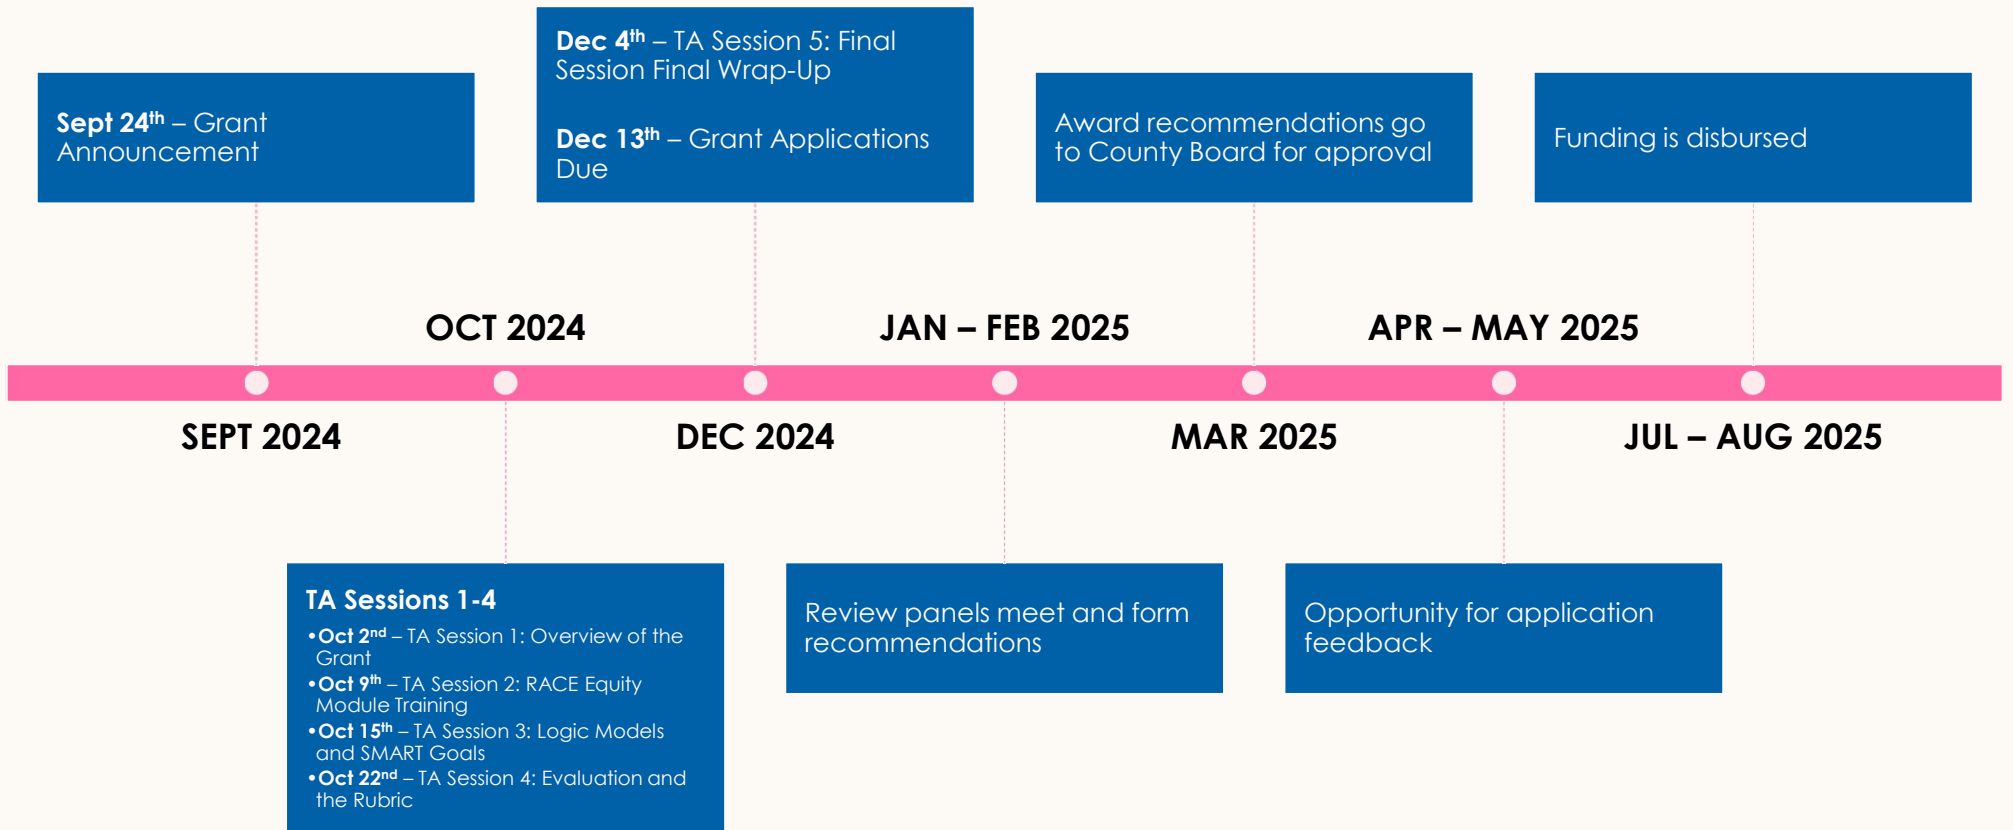 Sept 24th – Grant
Announcement
Dec 4th – TA Session 5: Final
Session Final Wrap-Up
Dec 13th – Grant Applications
Due
Award recommendations go
to County Board for approval
Funding is disbursed
OCT 2024
JAN – FEB 2025
APR – MAY 2025
SEPT 2024
DEC 2024
MAR 2025
JUL – AUG 2025
TA Sessions 1-4
•Oct 2nd – TA Session 1: Overview of the
Grant
•Oct 9th – TA Session 2: RACE Equity
Module Training
•Oct 15th – TA Session 3: Logic Models
and SMART Goals
•Oct 22nd – TA Session 4: Evaluation and
the Rubric
Review panels meet and form
recommendations
Opportunity for application
feedback